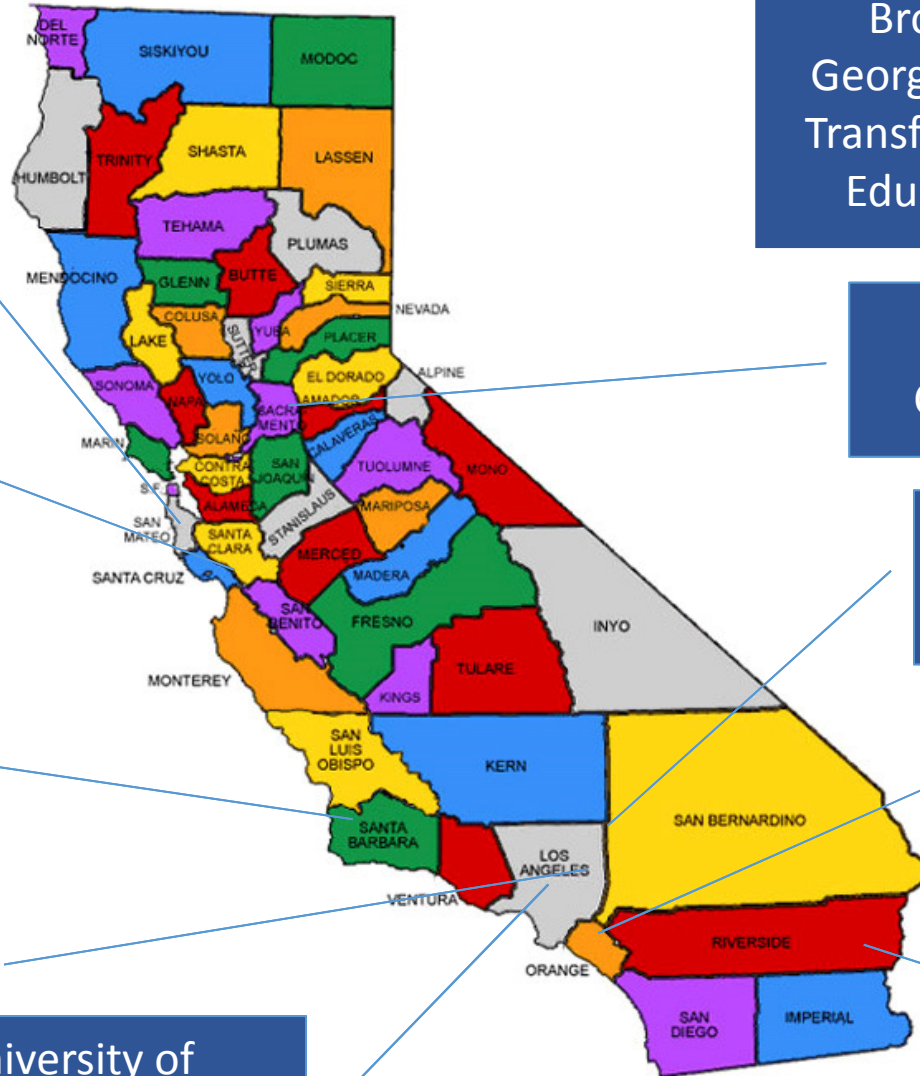 Bro
Georg
Transf
Edu
DEL
NORTE
SISKIYOU
MODOC
HUMBOLT
TRINITY
SHASTA
LASSEN
TEHAMA
PLUMAS
MENDOCINO
GLENN
BUTTE
SIERRA
COLUSA
NEVADA
LAKE
SUTTER
YUBA
PLACER
SONOMA
NAPA
YOLO
EL DORADO
ALPINE
AMADOR
SACRA
MENTO
MARIN
SOLANO
CALAVERAS
CONTRA
COSTA
SAN
JOAQUIN
TUOLUMNE
MONO
S.F.
ALAMEDA
STANISLAUS
MARIPOSA
SAN
MATEO
SANTA
CLARA
MERCED
SANTA CRUZ
MADERA
SAN
BENITO
FRESNO
INYO
MONTEREY
KINGS
TULARE
SAN
LUIS
OBISPO
KERN
SAN BERNARDINO
SANTA
BARBARA
VENTURA
LOS
ANGELES
ORANGE
RIVERSIDE
SAN
DIEGO
IMPERIAL
niversity of